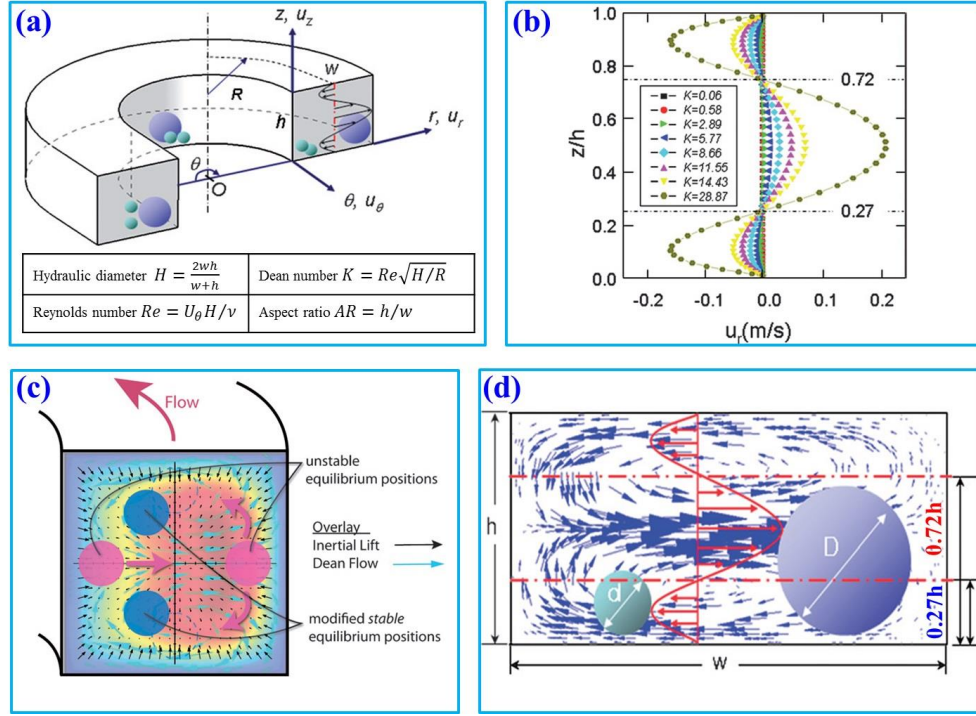 (a)
z, u_z
w
R
h
r, u_r
θ
O
θ, u_θ
Hydraulic diameter H = 2wh/(w+h)
Dean number K = Re√(H/R)
Reynolds number Re = U_θ H/ν
Aspect ratio AR = h/w
(b)
1.0
0.8
0.6
0.4
0.2
0.0
z/h
0.72
0.27
K=0.06
K=0.58
K=2.89
K=5.77
K=8.66
K=11.55
K=14.43
K=28.87
-0.2
-0.1
0.0
0.1
0.2
u_r(m/s)
(c)
Flow
unstable
equilibrium positions
Overlay
Inertial Lift
Dean Flow
modified stable
equilibrium positions
(d)
h
D
d
0.72h
0.27h
W